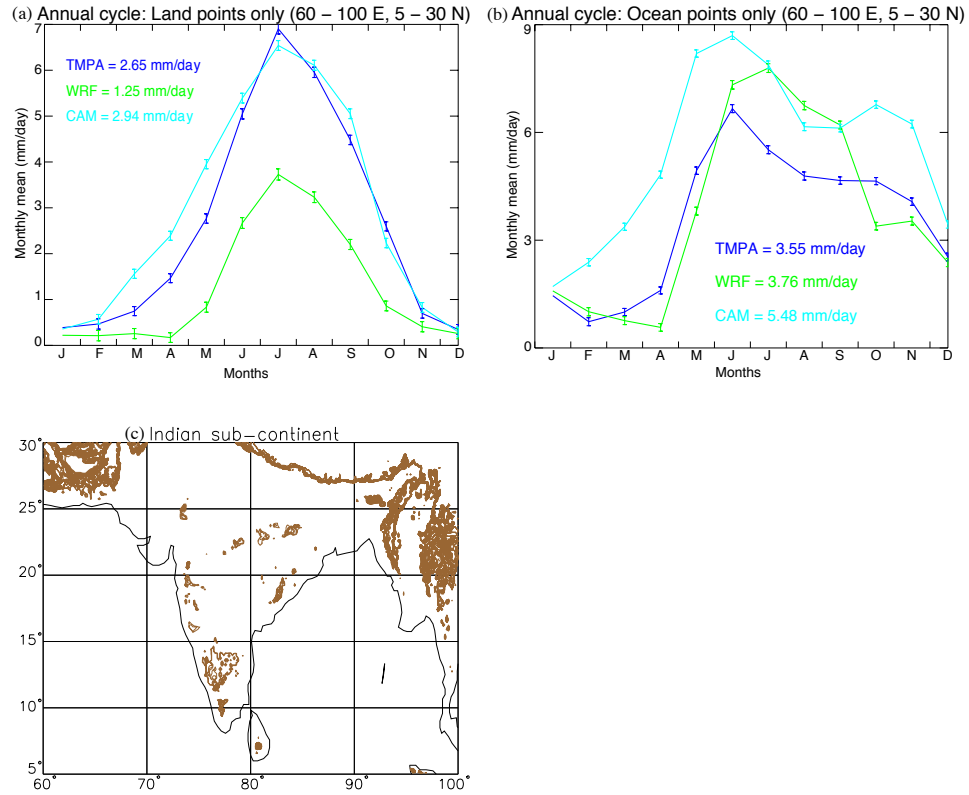 (a) Annual cycle: Land points only (60 – 100 E, 5 – 30 N)
7
6
5
4
3
2
1
0
Monthly mean (mm/day)
TMPA = 2.65 mm/day
WRF = 1.25 mm/day
CAM = 2.94 mm/day
J F M A M J J A S O N D
Months
(b) Annual cycle: Ocean points only (60 – 100 E, 5 – 30 N)
9
6
3
0
Monthly mean (mm/day)
TMPA = 3.55 mm/day
WRF = 3.76 mm/day
CAM = 5.48 mm/day
J F M A M J J A S O N D
Months
(c) Indian sub-continent
30°
25°
20°
15°
10°
5°
60° 70° 80° 90° 100°